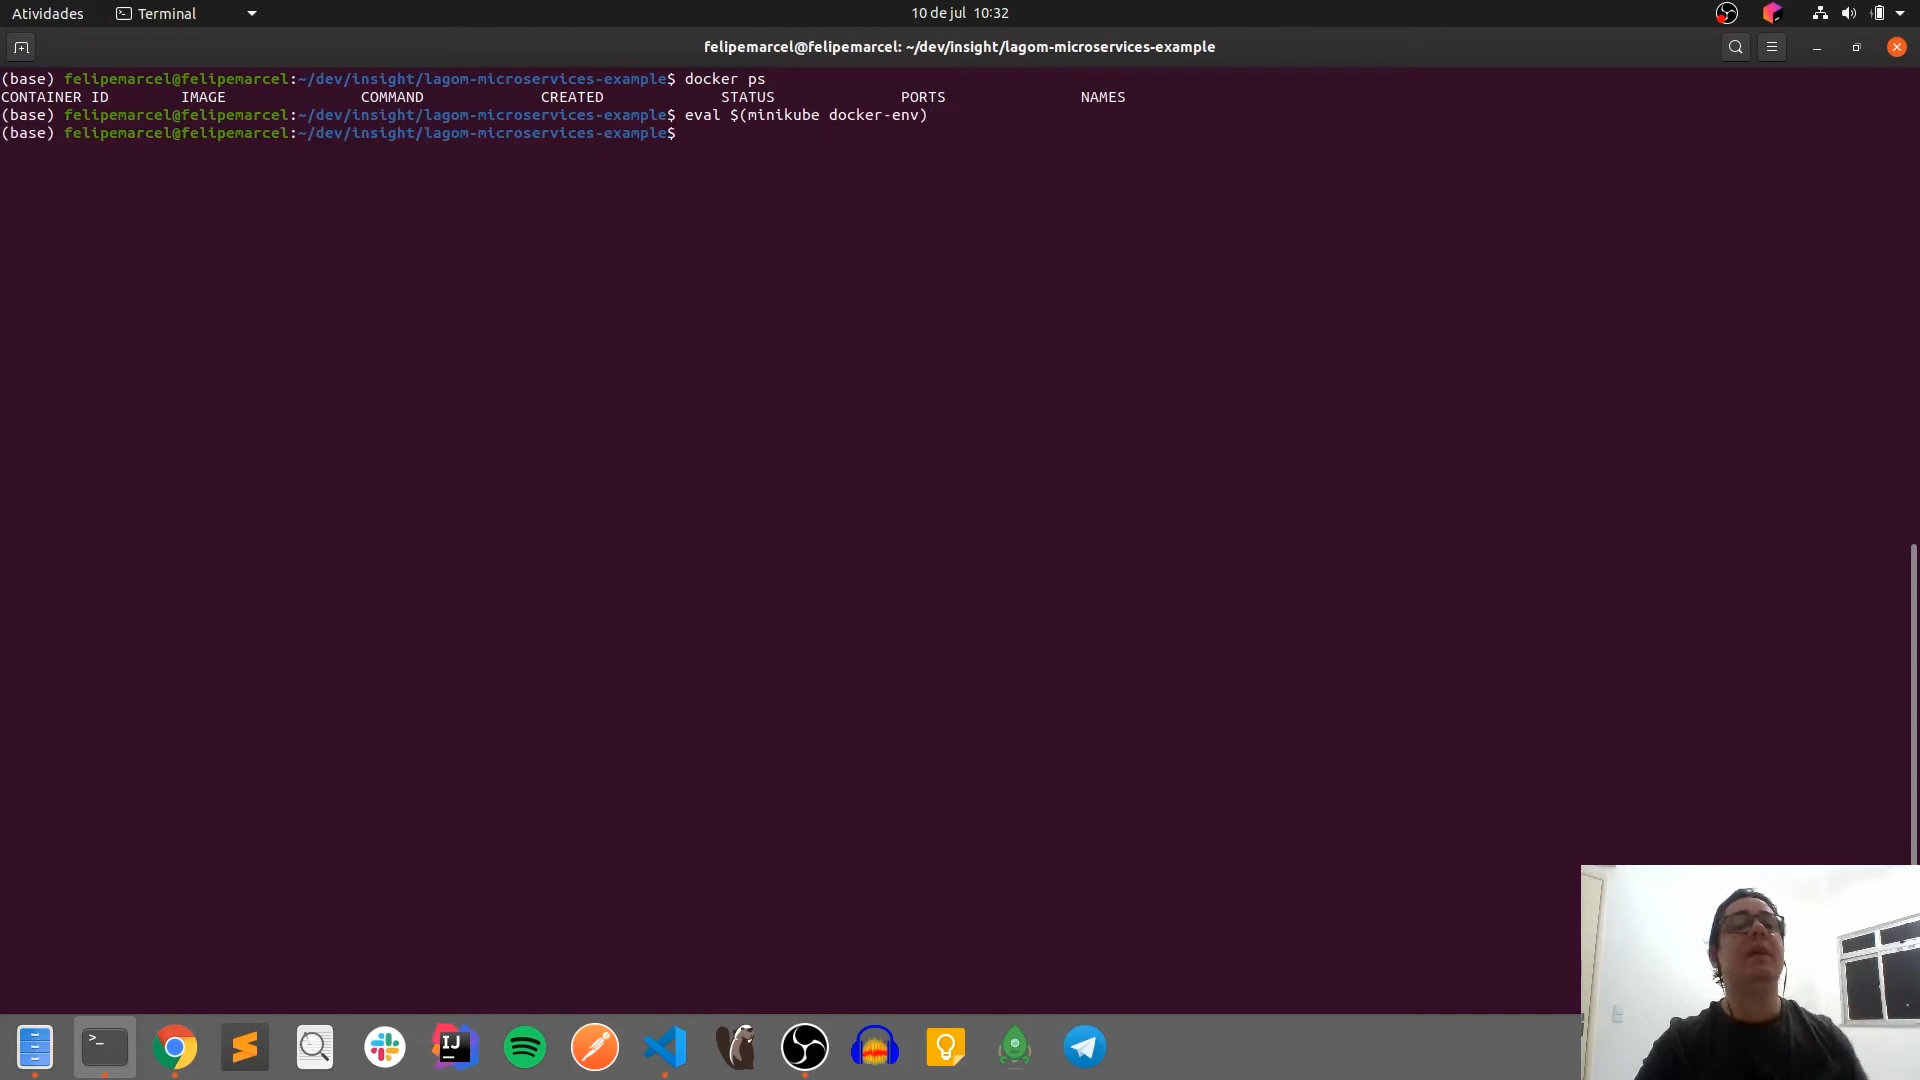 Atividades Terminal 10 de jul 10:32
felipemarcel@felipemarcel: ~/dev/insight/lagom-microservices-example
(base) felipemarcel@felipemarcel:~/dev/insight/lagom-microservices-example$ docker ps
CONTAINER ID IMAGE COMMAND CREATED STATUS PORTS NAMES
(base) felipemarcel@felipemarcel:~/dev/insight/lagom-microservices-example$ eval $(minikube docker-env)
(base) felipemarcel@felipemarcel:~/dev/insight/lagom-microservices-example$
>_ IJ